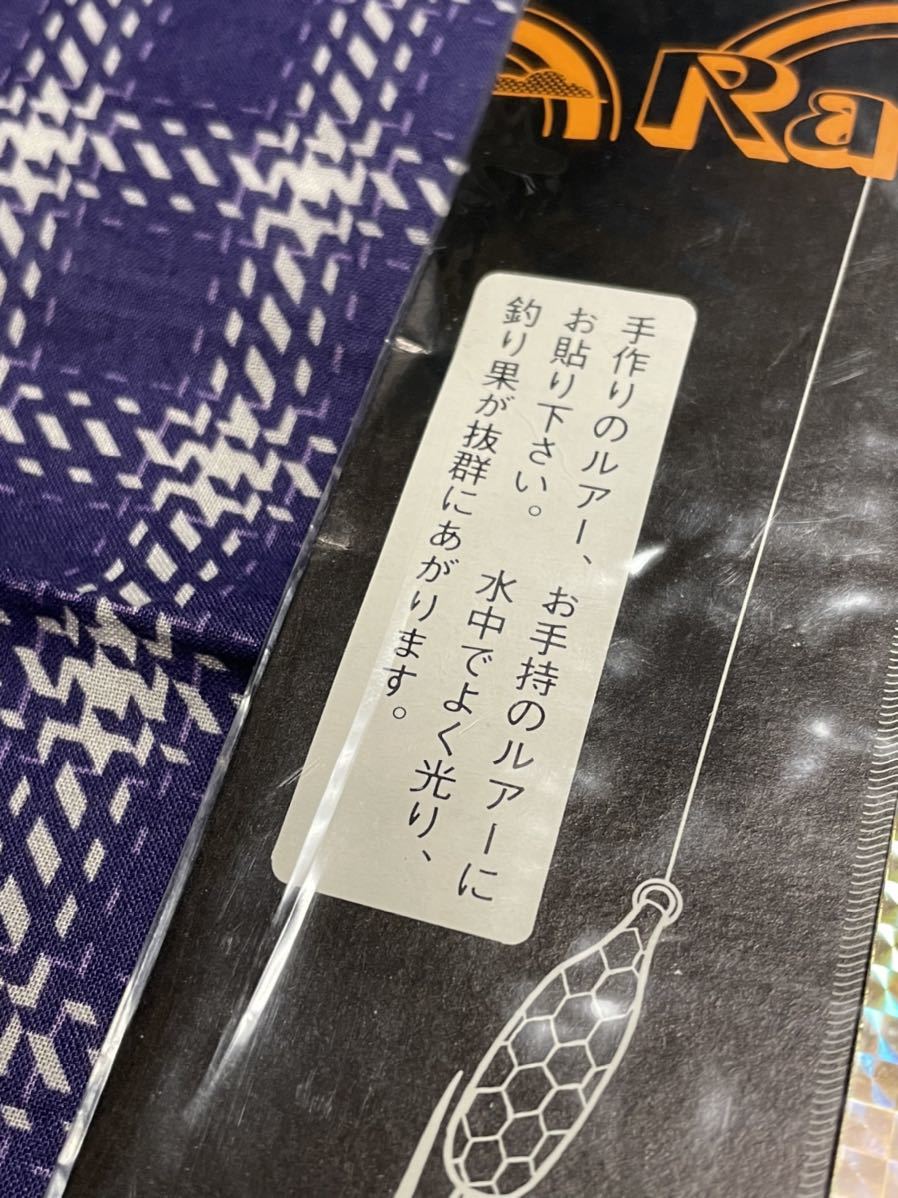 Ra
手作りのルアー、お手持のルアーに
お貼り下さい。　水中でよく光り、
釣り果が抜群にあがります。